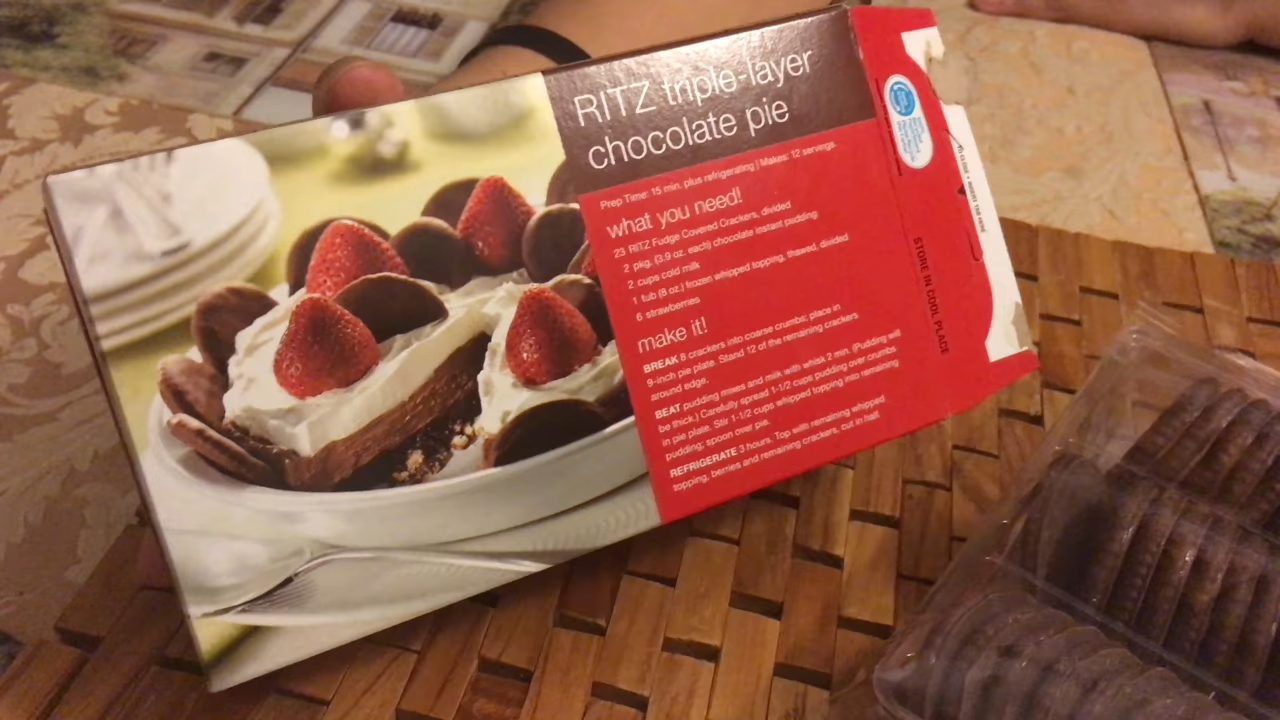 RITZ triple-layer
chocolate pie
Prep Time: 15 min. plus refrigerating | Makes: 12 servings.
what you need!
23 RITZ Fudge Covered Crackers, divided
2 pkg. (3.9 oz. each) chocolate instant pudding
2 cups cold milk
1 tub (8 oz.) frozen whipped topping, thawed, divided
6 strawberries
make it!
BREAK 8 crackers into coarse crumbs; place in
9-inch pie plate. Stand 12 of the remaining crackers
around edge.
BEAT pudding mixes and milk with whisk 2 min. (Pudding will
be thick.) Carefully spread 1-1/2 cups pudding over crumbs
in pie plate. Stir 1-1/2 cups whipped topping into remaining
pudding; spoon over pie.
REFRIGERATE 3 hours. Top with remaining whipped
topping, berries and remaining crackers, cut in half.
TO CLOSE • INSERT TAB HERE
STORE IN COOL PLACE